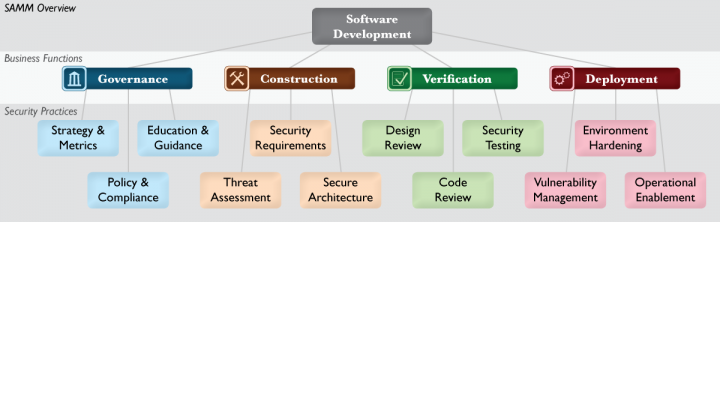 SAMM Overview
Software
Development
Business Functions
Governance
Construction
Verification
Deployment
Security Practices
Strategy &
Metrics
Education &
Guidance
Security
Requirements
Design
Review
Security
Testing
Environment
Hardening
Policy &
Compliance
Threat
Assessment
Secure
Architecture
Code
Review
Vulnerability
Management
Operational
Enablement